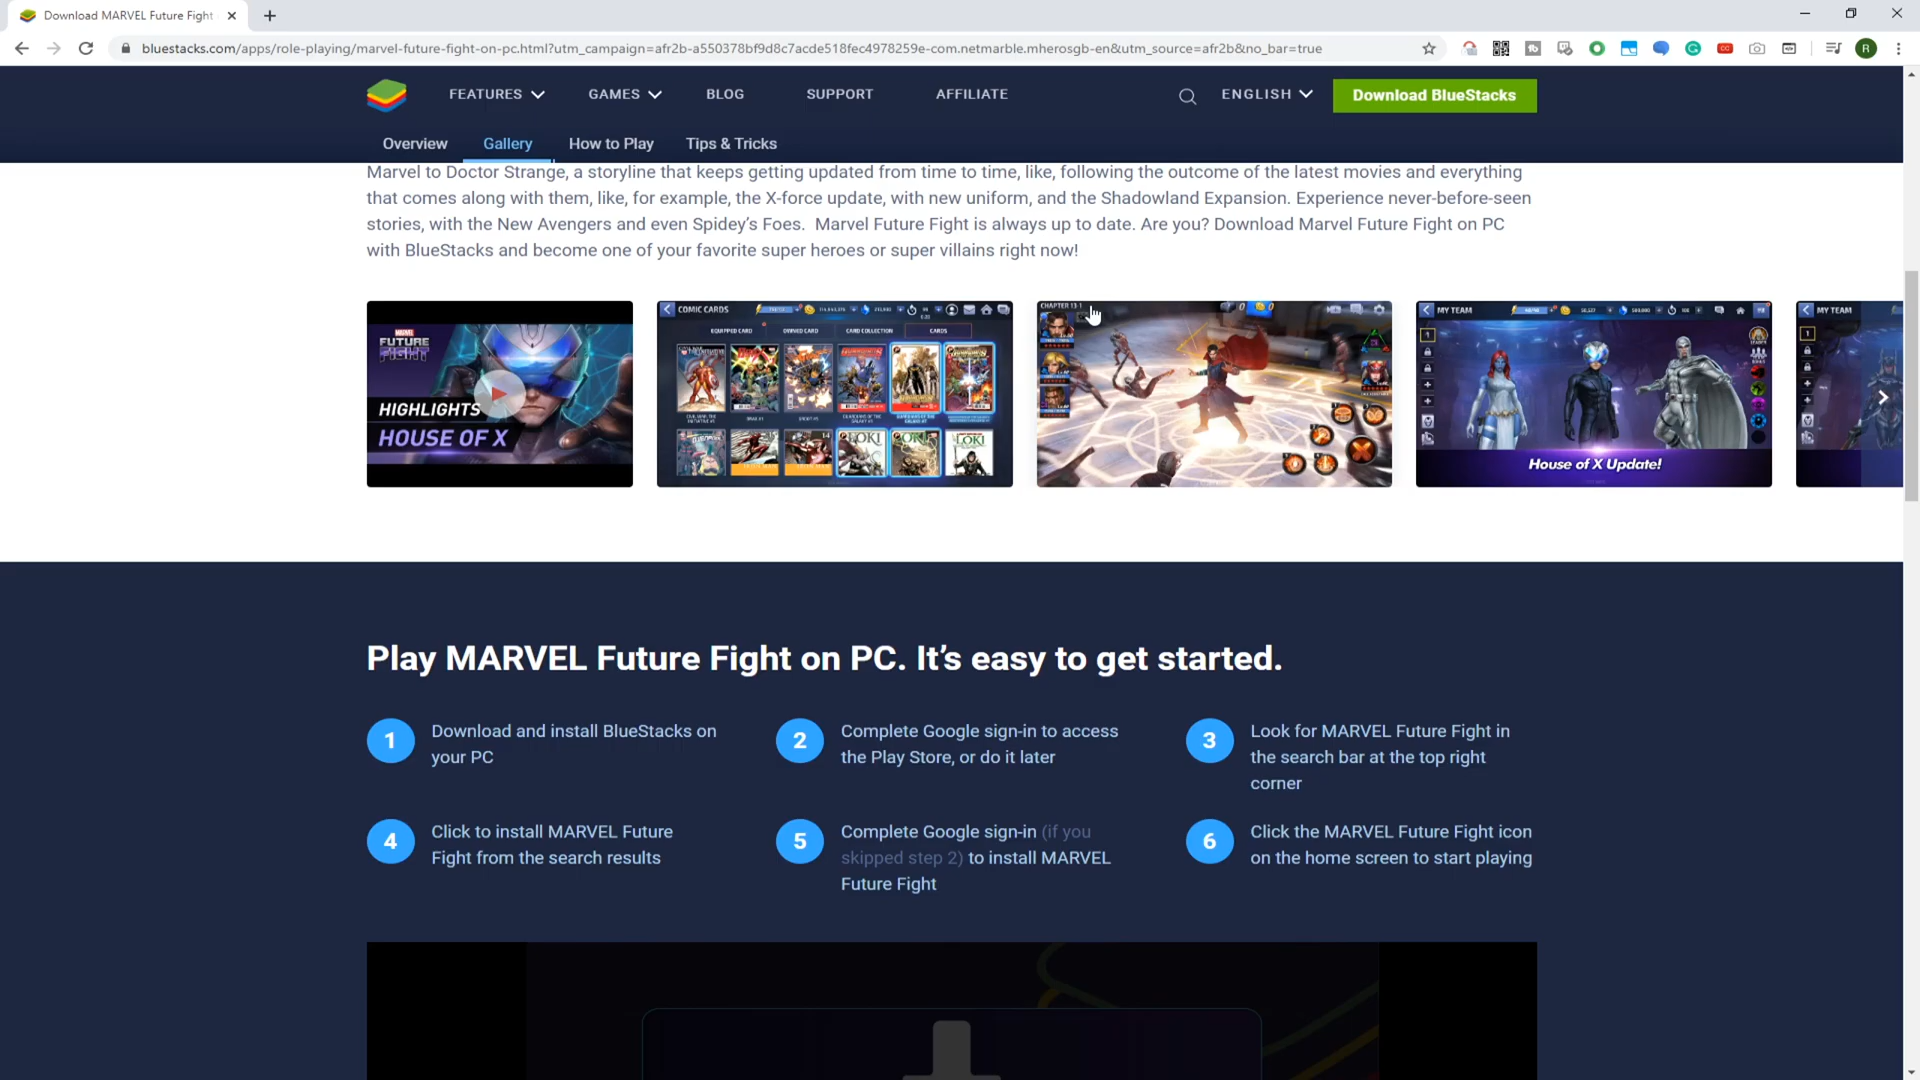 Download MARVEL Future Fight
bluestacks.com/apps/role-playing/marvel-future-fight-on-pc.html?utm_campaign=afr2b-a550378bf9d8c7acde518fec4978259e-com.netmarble.mherosgb-en&utm_source=afr2b&no_bar=true
R
FEATURES GAMES BLOG SUPPORT AFFILIATE ENGLISH Download BlueStacks
Overview Gallery How to Play Tips & Tricks
Marvel to Doctor Strange, a storyline that keeps getting updated from time to time, like, following the outcome of the latest movies and everything
that comes along with them, like, for example, the X-force update, with new uniform, and the Shadowland Expansion. Experience never-before-seen
stories, with the New Avengers and even Spidey’s Foes.  Marvel Future Fight is always up to date. Are you? Download Marvel Future Fight on PC
with BlueStacks and become one of your favorite super heroes or super villains right now!
MARVEL
FUTURE
FIGHT
HIGHLIGHTS
HOUSE OF X
COMIC CARDS
EQUIPPED CARD OWNED CARD CARD COLLECTION CARDS
LOKI LOKI LOKI
CHAPTER 13-1
MY TEAM
House of X Update!
MY TEAM
Play MARVEL Future Fight on PC. It’s easy to get started.
1 Download and install BlueStacks on
your PC
2 Complete Google sign-in to access
the Play Store, or do it later
3 Look for MARVEL Future Fight in
the search bar at the top right
corner
4 Click to install MARVEL Future
Fight from the search results
5 Complete Google sign-in (if you
skipped step 2) to install MARVEL
Future Fight
6 Click the MARVEL Future Fight icon
on the home screen to start playing